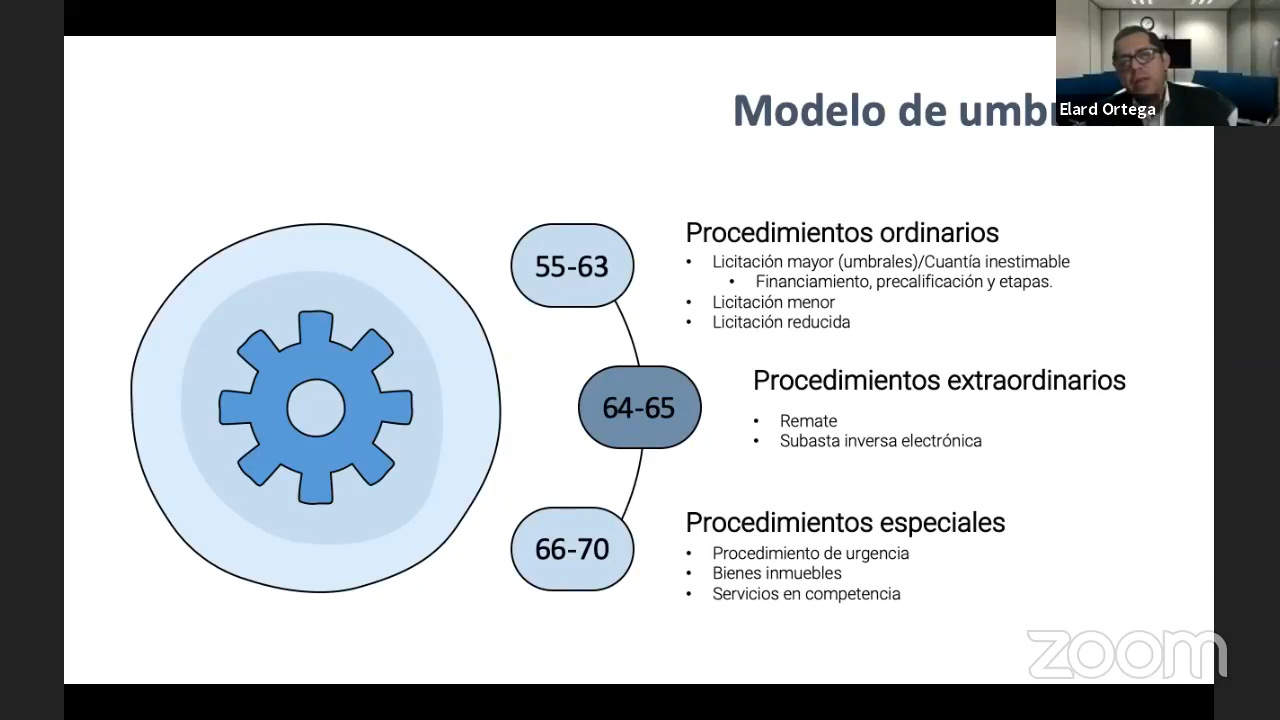 Modelo de
Elard Ortega
55-63
Procedimientos ordinarios
• Licitación mayor (umbrales)/Cuantía inestimable
• Financiamiento, precalificación y etapas.
• Licitación menor
• Licitación reducida
64-65
Procedimientos extraordinarios
• Remate
• Subasta inversa electrónica
66-70
Procedimientos especiales
• Procedimiento de urgencia
• Bienes inmuebles
• Servicios en competencia
zoom